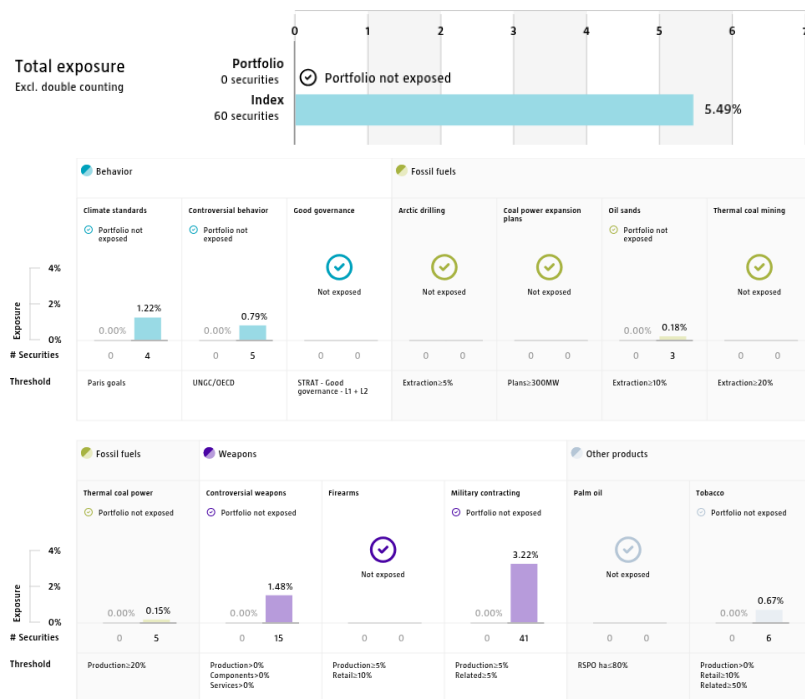 0 1 2 3 4 5 6 7
Total exposure
Excl. double counting
Portfolio
0 securities
Portfolio not exposed
Index
60 securities
5.49%
Behavior
Fossil fuels
Climate standards
Controversial behavior
Good governance
Arctic drilling
Coal power expansion
plans
Oil sands
Thermal coal mining
Portfolio not
exposed
Portfolio not
exposed
Portfolio not
exposed
Not exposed
Not exposed
Not exposed
Not exposed
Exposure
4%
2%
0%
0.00% 1.22%
0.00% 0.79%
0.00% 0.18%
# Securities
0 4
0 5
0 0
0 0
0 0
0 3
0 0
Threshold
Paris goals
UNGC/OECD
STRAT - Good
governance - L1 + L2
Extraction≥5%
Plans≥300MW
Extraction≥10%
Extraction≥20%
Fossil fuels
Weapons
Other products
Thermal coal power
Controversial weapons
Firearms
Military contracting
Palm oil
Tobacco
Portfolio not exposed
Portfolio not exposed
Portfolio not exposed
Portfolio not exposed
Not exposed
Not exposed
Exposure
4%
2%
0%
0.00% 0.15%
0.00% 1.48%
0.00% 3.22%
0.00% 0.67%
# Securities
0 5
0 15
0 0
0 41
0 0
0 6
Threshold
Production≥20%
Production>0%
Components>0%
Services>0%
Production≥5%
Retail≥10%
Production≥5%
Related≥5%
RSPO ha≤80%
Production>0%
Retail≥10%
Related≥50%